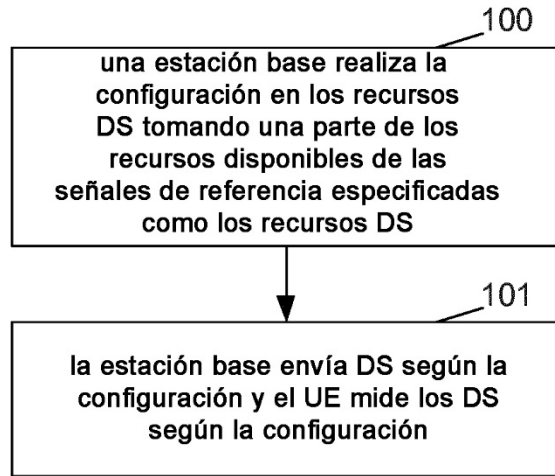 100
una estación base realiza la
configuración en los recursos
DS tomando una parte de los
recursos disponibles de las
señales de referencia especificadas
como los recursos DS
101
la estación base envía DS según la
configuración y el UE mide los DS
según la configuración